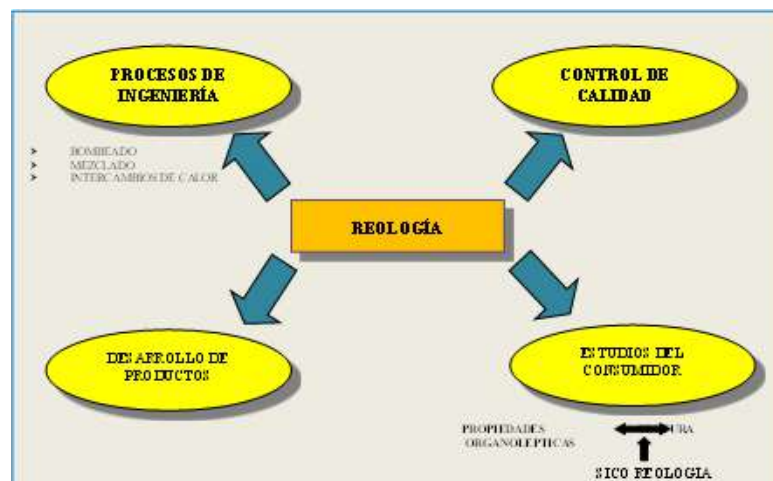 PROCESOS DE
INGENIERÍA
CONTROL DE
CALIDAD
➢ BOMBEADO
➢ MEZCLADO
➢ INTERCAMBIOS DE CALOR
REOLOGÍA
DESARROLLO DE
PRODUCTOS
ESTUDIOS DEL
CONSUMIDOR
PROPIEDADES
ORGANOLEPTICAS
SICO REOLOGIA